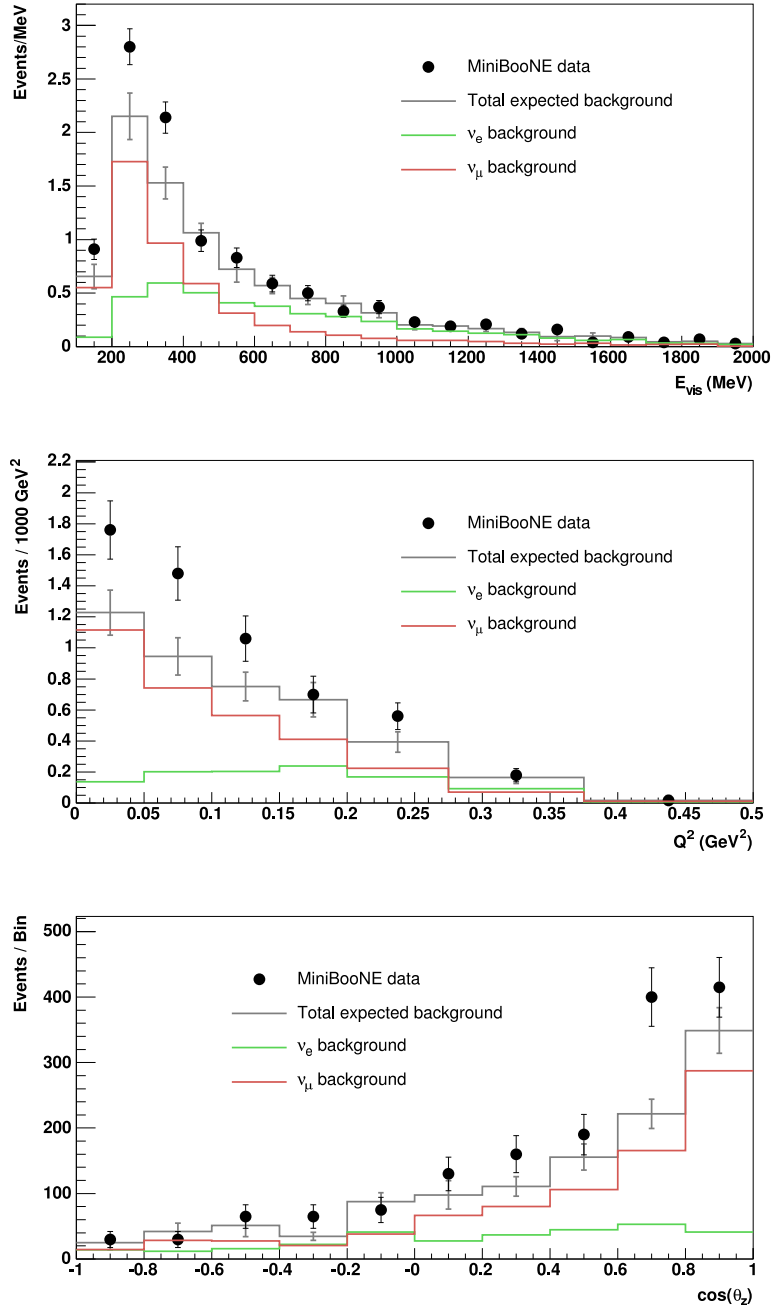 Events/MeV
3
2.5
2
1.5
1
0.5
0
MiniBooNE data
Total expected background
νe background
νμ background
200 400 600 800 1000 1200 1400 1600 1800 2000
Evis (MeV)
Events / 1000 GeV²
2.2
2
1.8
1.6
1.4
1.2
1
0.8
0.6
0.4
0.2
0
MiniBooNE data
Total expected background
νe background
νμ background
0 0.05 0.1 0.15 0.2 0.25 0.3 0.35 0.4 0.45 0.5
Q² (GeV²)
Events / Bin
500
400
300
200
100
0
MiniBooNE data
Total expected background
νe background
νμ background
-1 -0.8 -0.6 -0.4 -0.2 -0 0.2 0.4 0.6 0.8 1
cos(θz)